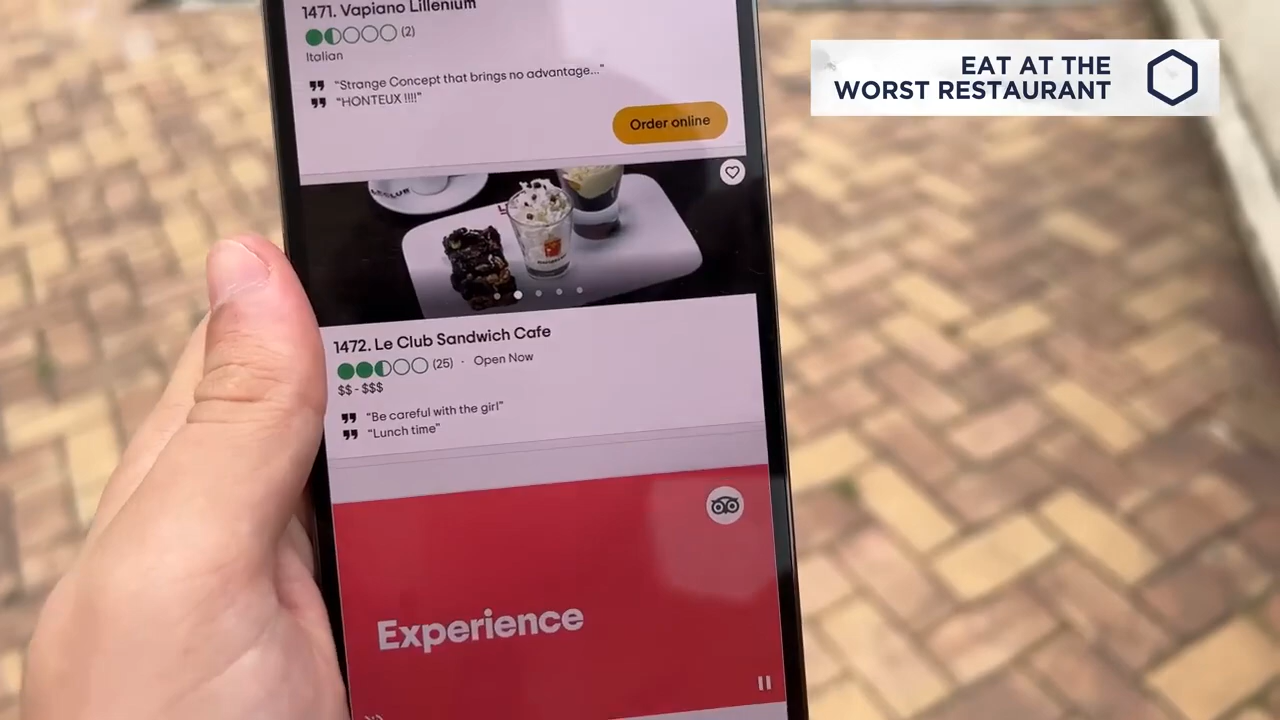 1471. Vapiano Lillenium
(2)
Italian
"Strange Concept that brings no advantage..."
"HONTEUX !!!!"
Order online
EAT AT THE
WORST RESTAURANT
1472. Le Club Sandwich Cafe
(25) · Open Now
$$ - $$$
"Be careful with the girl"
"Lunch time"
Experience